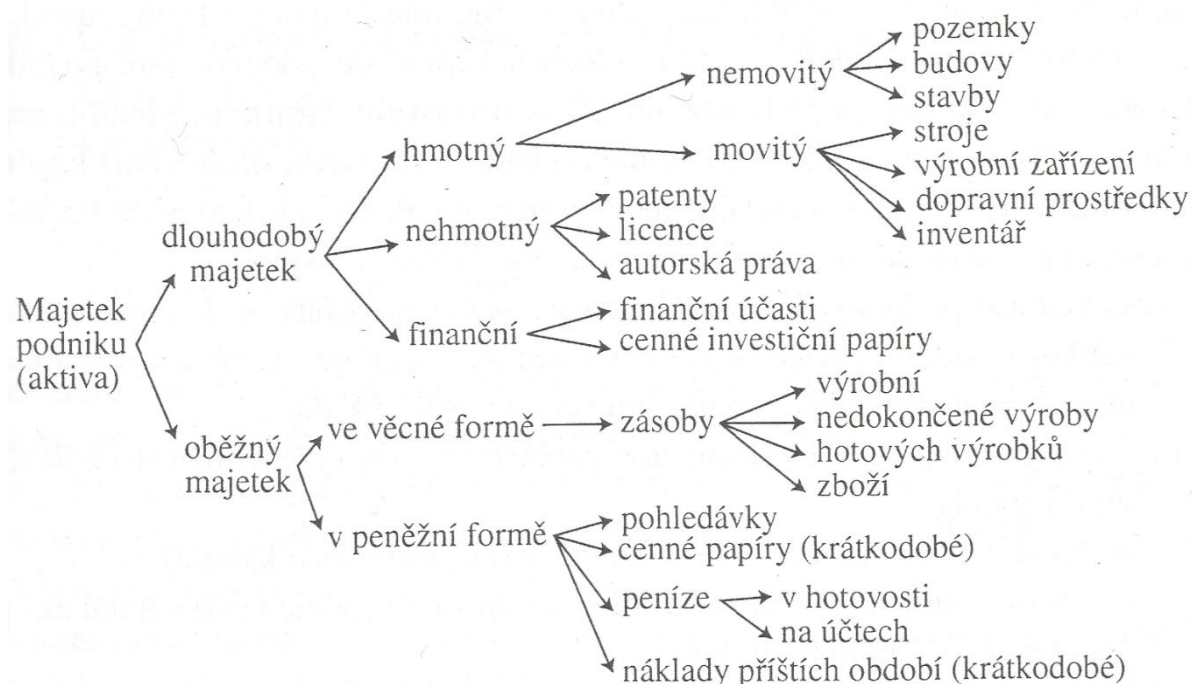 pozemky
nemovitý
budovy
stavby
hmotný
movitý
stroje
výrobní zařízení
dopravní prostředky
inventář
patenty
dlouhodobý
majetek
nehmotný
licence
autorská práva
Majetek
podniku
(aktiva)
finanční
finanční účasti
cenné investiční papíry
výrobní
oběžný
majetek
ve věcné formě
zásoby
nedokončené výroby
hotových výrobků
zboží
v peněžní formě
pohledávky
cenné papíry (krátkodobé)
peníze
v hotovosti
na účtech
náklady příštích období (krátkodobé)